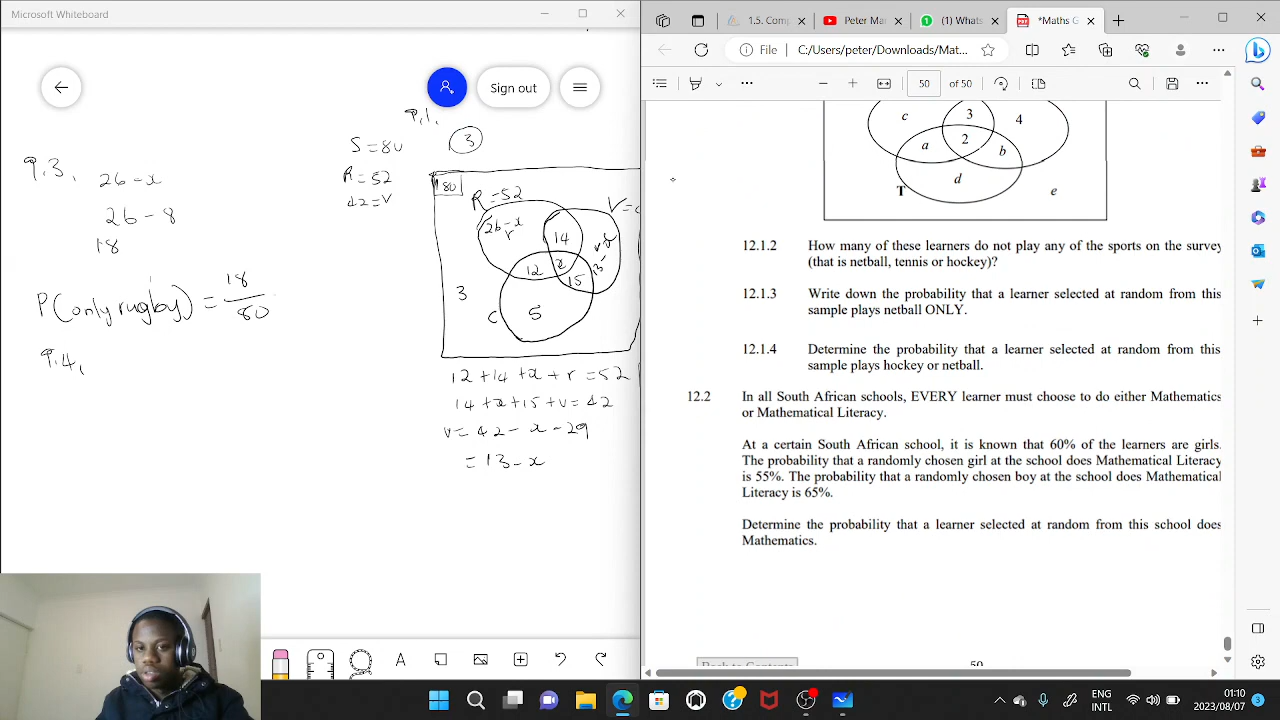 Microsoft Whiteboard
1.5. Comp
Peter Mar
(1) Whats
*Maths G
File
C:/Users/peter/Downloads/Mat...
Sign out
50 of 50
9.3.
26-x
26-8
18
P(only rugby) = 18/80
9.4.
9.1.
3
S=80
R=52
42=V
80
R=52
26-x
r
14
12
15
3
C
5
12+14+x+r=52
14+x+15+v=42
v=42-x-29
=13-x
c
3
4
2
a
b
d
T
e
12.1.2 How many of these learners do not play any of the sports on the survey
(that is netball, tennis or hockey)?
12.1.3 Write down the probability that a learner selected at random from this
sample plays netball ONLY.
12.1.4 Determine the probability that a learner selected at random from this
sample plays hockey or netball.
12.2 In all South African schools, EVERY learner must choose to do either Mathematics
or Mathematical Literacy.
At a certain South African school, it is known that 60% of the learners are girls.
The probability that a randomly chosen girl at the school does Mathematical Literacy
is 55%. The probability that a randomly chosen boy at the school does Mathematical
Literacy is 65%.
Determine the probability that a learner selected at random from this school does
Mathematics.
Back to Contents
50
ENG
INTL
01:10
2023/08/07